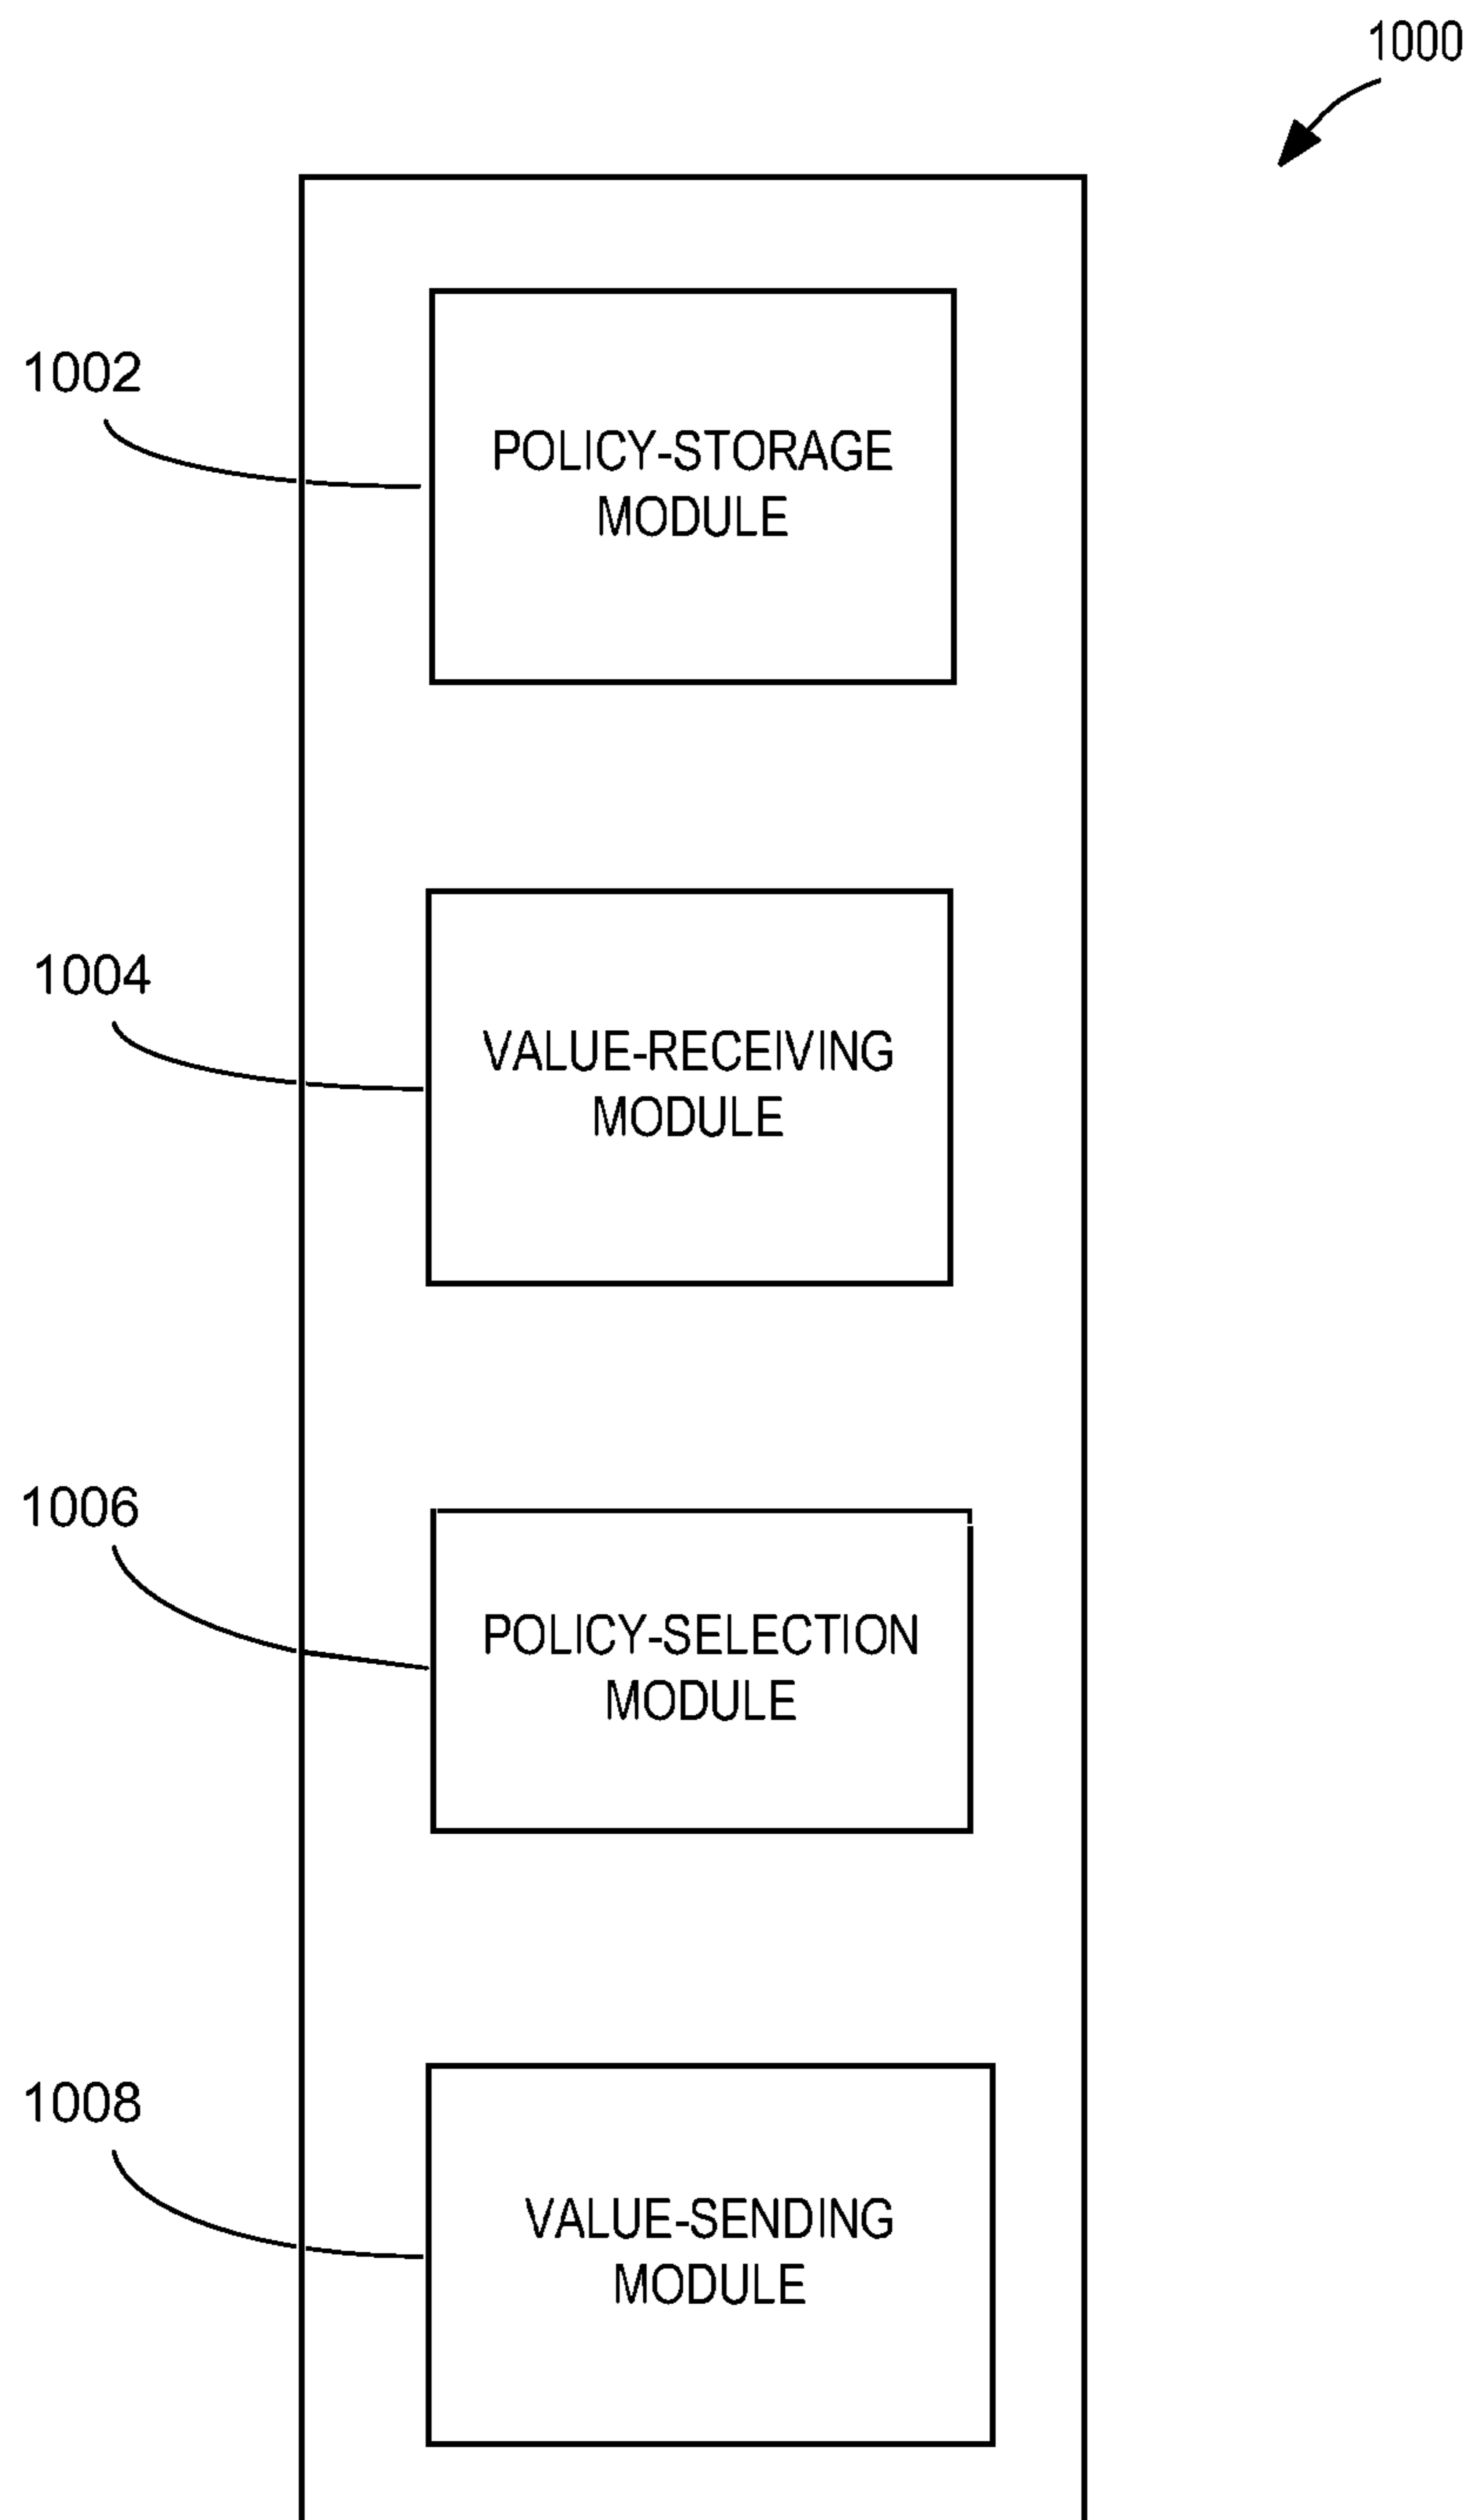 1000
1002
POLICY-STORAGE
MODULE
1004
VALUE-RECEIVING
MODULE
1006
POLICY-SELECTION
MODULE
1008
VALUE-SENDING
MODULE